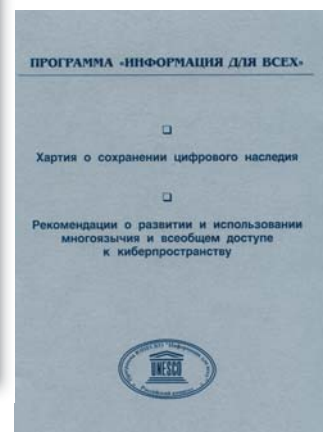 ПРОГРАММА «ИНФОРМАЦИЯ ДЛЯ ВСЕХ»
Хартия о сохранении цифрового наследия
Рекомендации о развитии и использовании
многоязычия и всеобщем доступе
к киберпространству
UNESCO